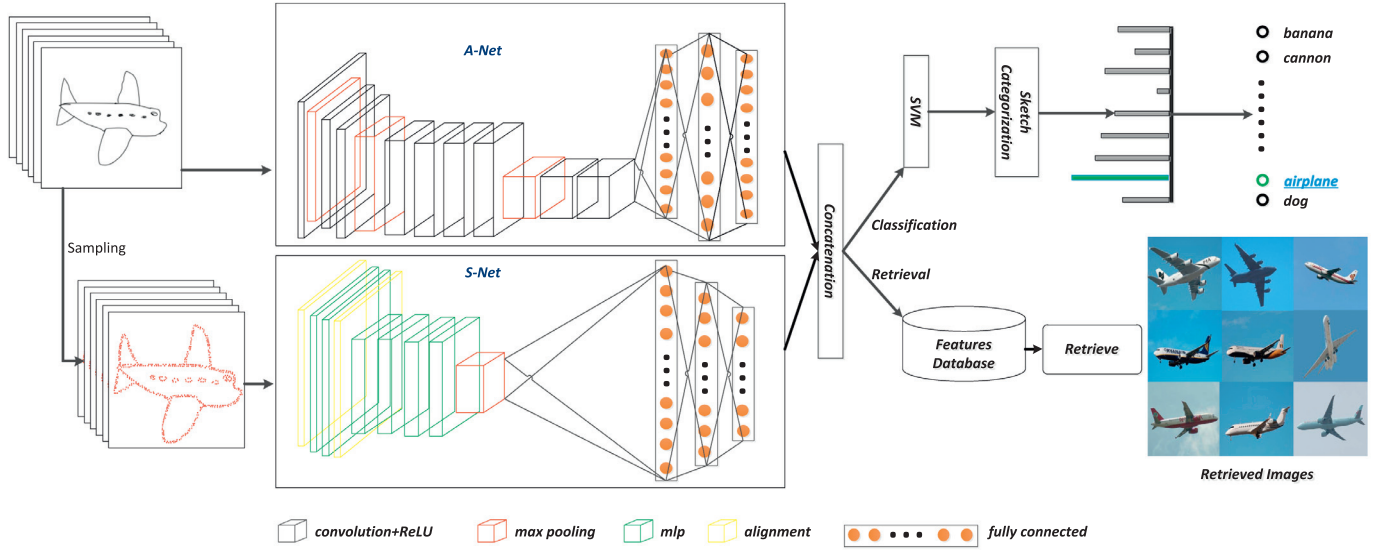 A-Net
Sampling
S-Net
Concatenation
Classification
Retrieval
SVM
Sketch
Categorization
banana
cannon
airplane
dog
Features
Database
Retrieve
Retrieved Images
convolution+ReLU
max pooling
mlp
alignment
fully connected